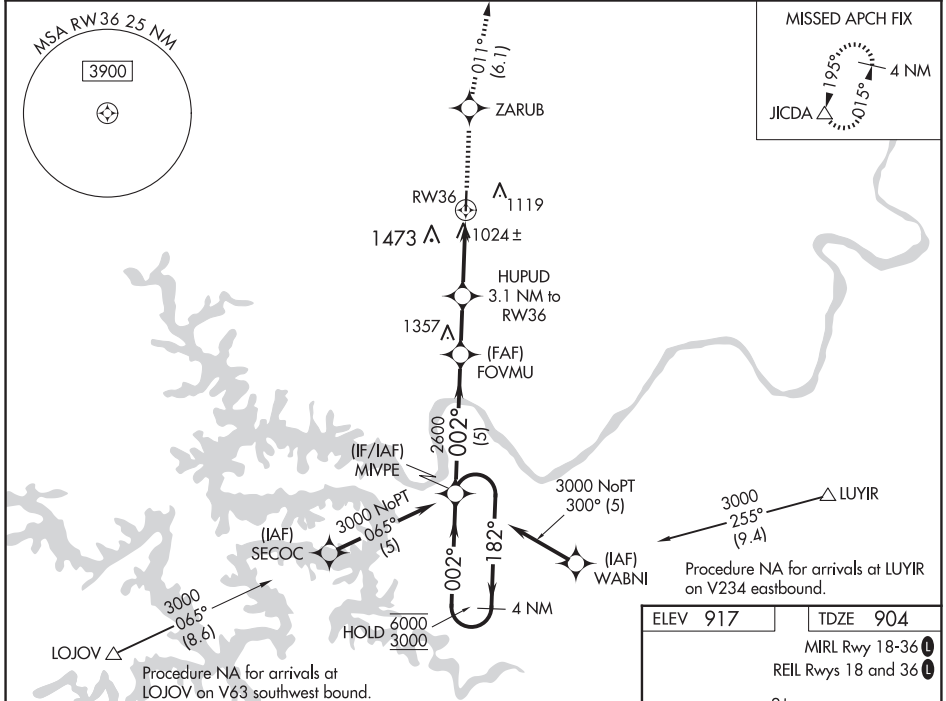 MSA RW36 25 NM
3900
MISSED APCH FIX
195°
015°
4 NM
JICDA
011°
(6.1)
ZARUB
RW36
1119
1473
1024 ±
HUPUD
3.1 NM to
RW36
1357
(FAF)
FOVMU
2600
002°
(5)
(IF/IAF)
MIVPE
3000 NoPT
300° (5)
3000
255°
(9.4)
LUYIR
(IAF)
SECOC
3000 NoPT
065°
(5)
(IAF)
WABNI
002°
182°
Procedure NA for arrivals at LUYIR
on V234 eastbound.
HOLD
6000
3000
4 NM
3000
065°
(8.6)
LOJOV
Procedure NA for arrivals at
LOJOV on V63 southwest bound.
ELEV 917
TDZE 904
MIRL Rwy 18-36 L
REIL Rwys 18 and 36 L